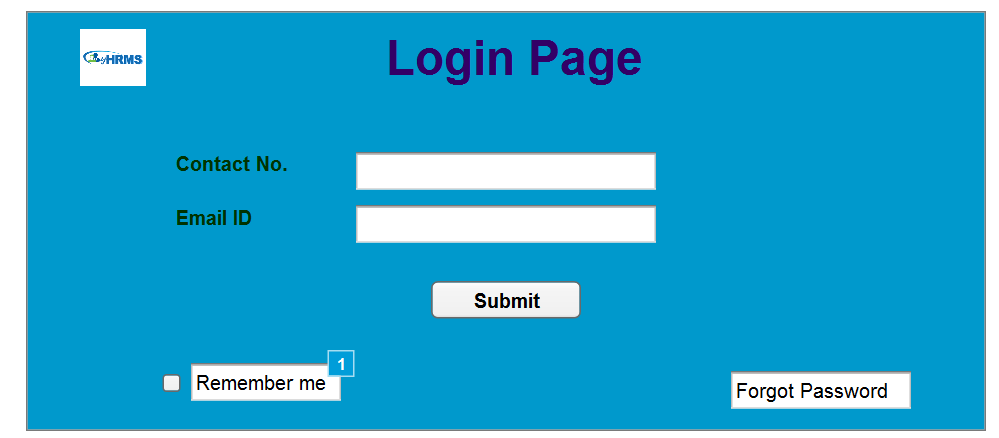 HRMS
Login Page
Contact No.
Email ID
Submit
1
Remember me
Forgot Password